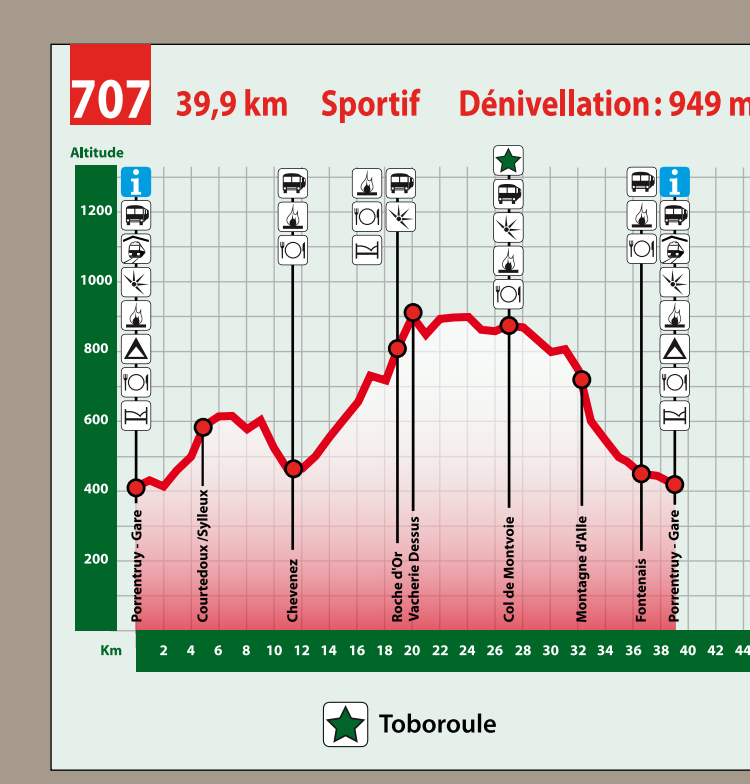 707
39,9 km Sportif Dénivellation: 949 m
Altitude
1200
1000
800
600
400
200
Porrentruy - Gare
Courtedoux /Sylleux
Chevenez
Roche d'Or
Vacherie Dessus
Col de Montvoie
Montagne d'Alle
Fontenais
Porrentruy - Gare
Km 2 4 6 8 10 12 14 16 18 20 22 24 26 28 30 32 34 36 38 40 42 44
Toboroule